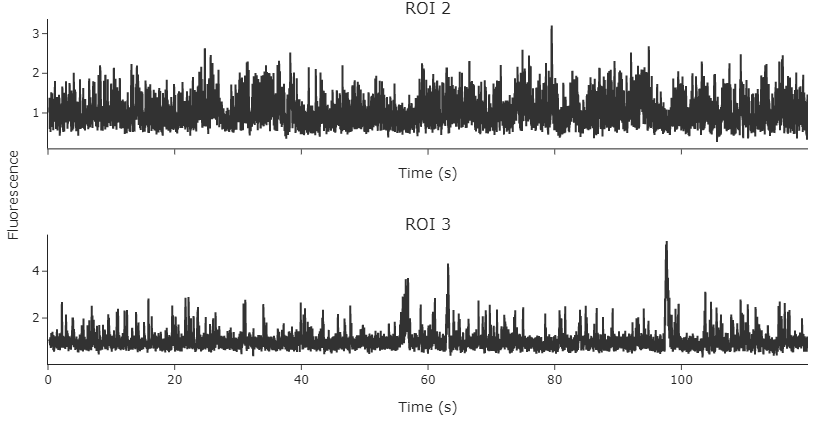 ROI 2
3
2
1
Time (s)
Fluorescence
ROI 3
4
2
0 20 40 60 80 100
Time (s)